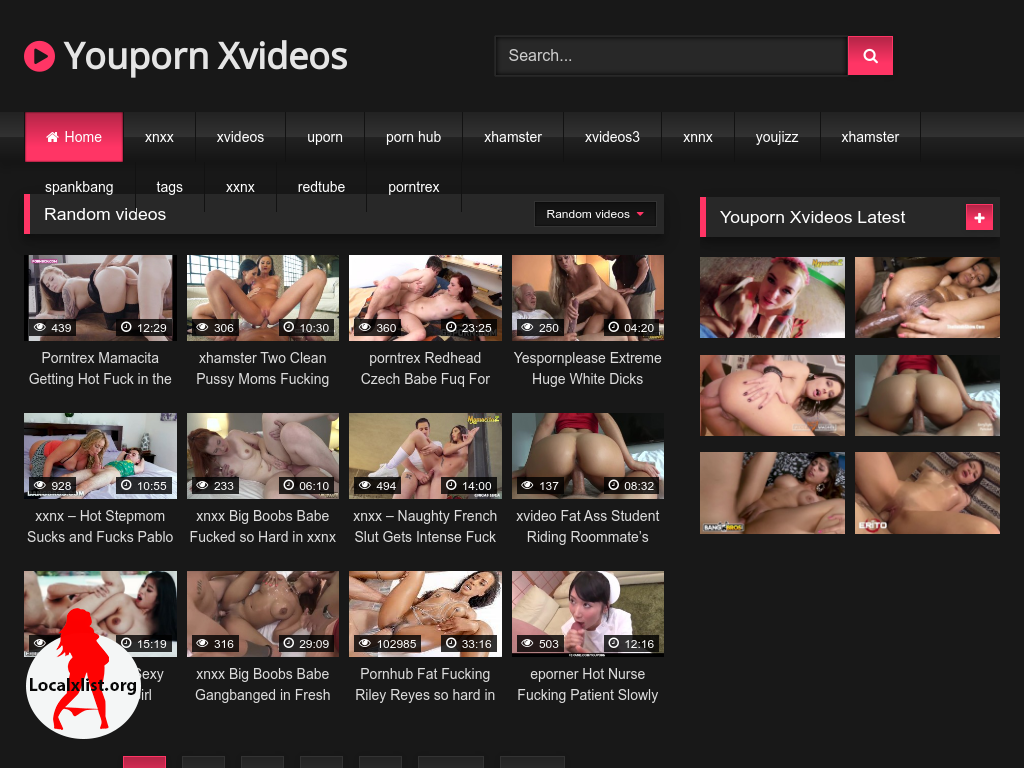 Youporn Xvideos
Search...
Home
xnxx
xvideos
uporn
porn hub
xhamster
xvideos3
xnnx
youjizz
xhamster
spankbang
tags
xxnx
redtube
porntrex
Random videos
Random videos
Youporn Xvideos Latest
439 12:29
306 10:30
360 23:25
250 04:20
Porntrex Mamacita
Getting Hot Fuck in the
xhamster Two Clean
Pussy Moms Fucking
porntrex Redhead
Czech Babe Fuq For
Yespornplease Extreme
Huge White Dicks
928 10:55
233 06:10
494 14:00
137 08:32
xxnx – Hot Stepmom
Sucks and Fucks Pablo
xnxx Big Boobs Babe
Fucked so Hard in xxnx
xnxx – Naughty French
Slut Gets Intense Fuck
xvideo Fat Ass Student
Riding Roommate's
15:19
316 29:09
102985 33:16
503 12:16
Sexy
Localxlist.org
xnxx Big Boobs Babe
Gangbanged in Fresh
Pornhub Fat Fucking
Riley Reyes so hard in
eporner Hot Nurse
Fucking Patient Slowly
BANG BROS
ERITO